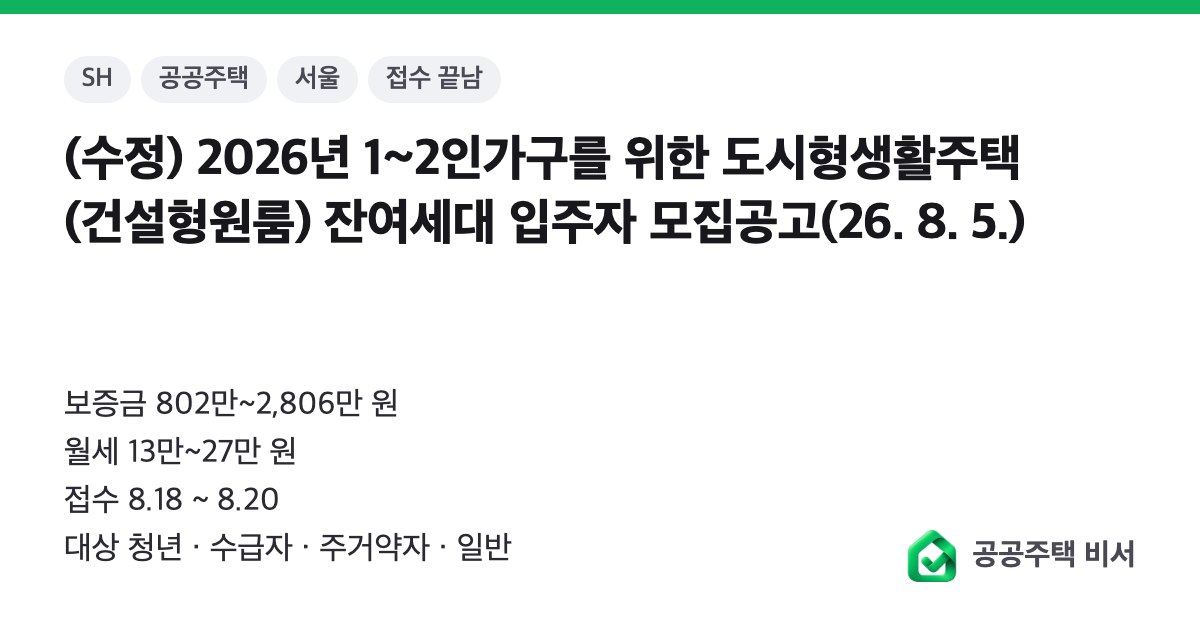 SH 공공주택 서울 접수 끝남
(수정) 2026년 1~2인가구를 위한 도시형생활주택
(건설형원룸) 잔여세대 입주자 모집공고(26. 8. 5.)
보증금 802만~2,806만 원
월세 13만~27만 원
접수 8.18 ~ 8.20
대상 청년 · 수급자 · 주거약자 · 일반
공공주택 비서